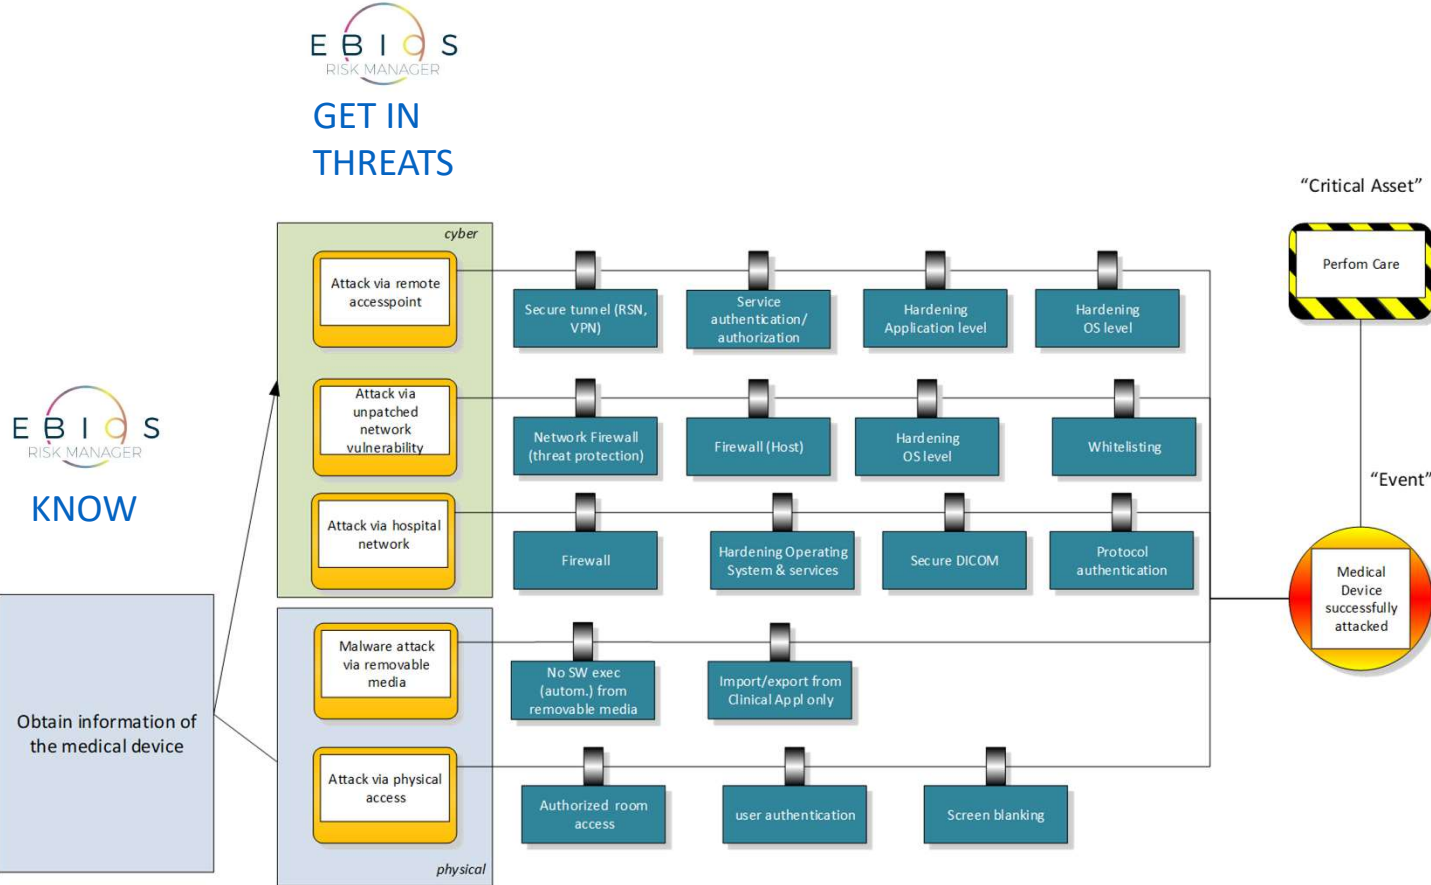 EBIOS
RISK MANAGER
GET IN
THREATS
"Critical Asset"
cyber
Attack via remote
accesspoint
Secure tunnel (RSN,
VPN)
Service
authentication/
authorization
Hardening
Application level
Hardening
OS level
Perfom Care
EBIOS
RISK MANAGER
KNOW
Attack via
unpatched
network
vulnerability
Network Firewall
(threat protection)
Firewall (Host)
Hardening
OS level
Whitelisting
"Event"
Attack via hospital
network
Firewall
Hardening Operating
System & services
Secure DICOM
Protocol
authentication
Medical
Device
successfully
attacked
Obtain information of
the medical device
Malware attack
via removable
media
No SW exec
(autom.) from
removable media
Import/export from
Clinical Appl only
Attack via physical
access
Authorized room
access
user authentication
Screen blanking
physical